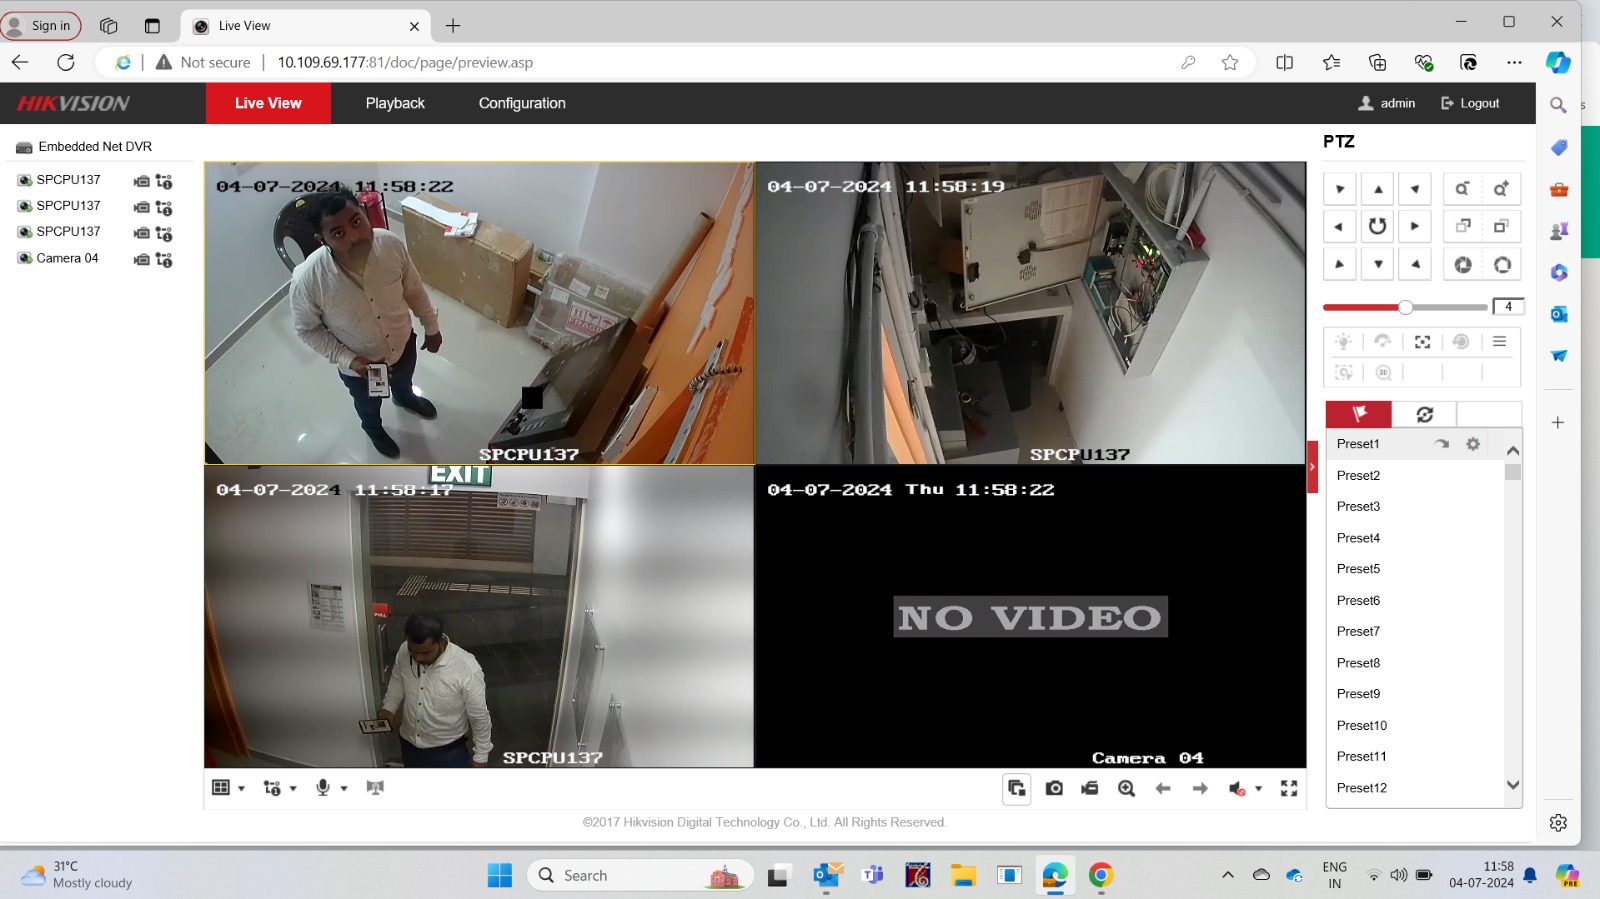 Sign in
Live View
Not secure
10.109.69.177:81/doc/page/preview.asp
HIKVISION
Live View
Playback
Configuration
admin
Logout
Embedded Net DVR
SPCPU137
SPCPU137
SPCPU137
Camera 04
04-07-2024 11:58:22
SPCPU137
04-07-2024 11:58:19
SPCPU137
EXIT
04-07-2024 11:58:17
PULL
SPCPU137
04-07-2024 Thu 11:58:22
NO VIDEO
Camera 04
PTZ
4
Preset1
Preset2
Preset3
Preset4
Preset5
Preset6
Preset7
Preset8
Preset9
Preset10
Preset11
Preset12
©2017 Hikvision Digital Technology Co., Ltd. All Rights Reserved.
31°C
Mostly cloudy
Search
ENG
IN
11:58
04-07-2024
PRE